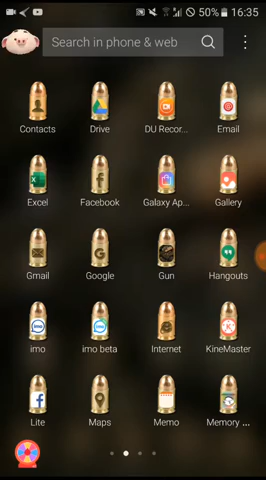 50% 16:35
Search in phone & web
Contacts Drive DU Recor... Email
Excel Facebook Galaxy Ap... Gallery
Gmail Google Gun Hangouts
imo imo beta Internet KineMaster
Lite Maps Memo Memory ...